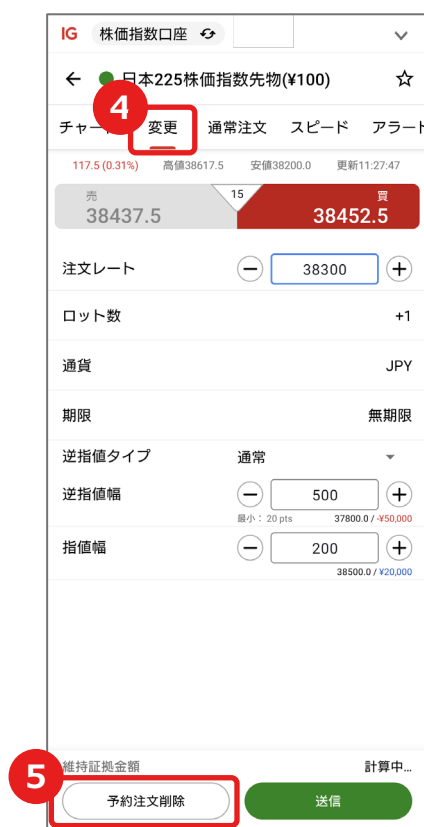 IG 株価指数口座
日本225株価指数先物(¥100)
4
変更 通常注文 スピード アラート
117.5 (0.31%) 高値38617.5 安値38200.0 更新11:27:47
売 15 買
38437.5 38452.5
注文レート 38300
ロット数 +1
通貨 JPY
期限 無期限
逆指値タイプ 通常
逆指値幅 500
最小： 20 pts 37800.0 / -¥50,000
指値幅 200
38500.0 / ¥20,000
維持証拠金額 計算中...
5
予約注文削除 送信